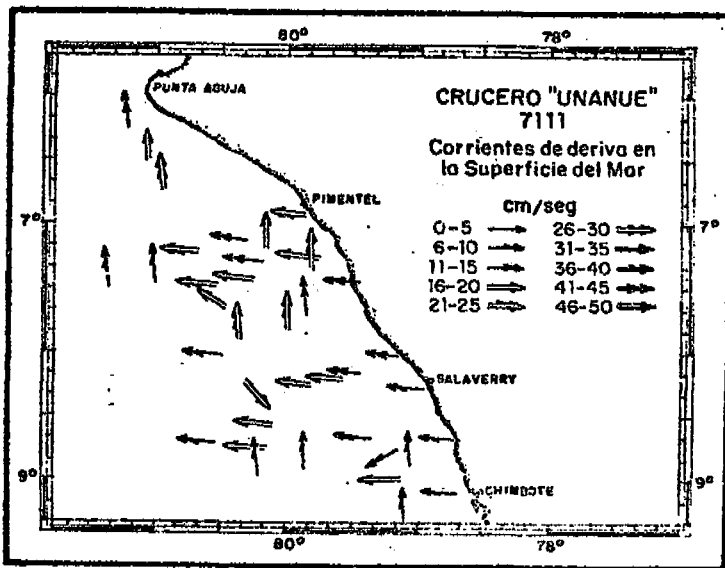 80° 78°
PUNTA AGUJA
CRUCERO "UNANUE"
7111
Corrientes de deriva en
la Superficie del Mar
PIMENTEL
cm/seg
7° 7°
0-5 26-30
6-10 31-35
11-15 36-40
16-20 41-45
21-25 46-50
SALAVERRY
9° 9°
CHIMBOTE
80° 78°